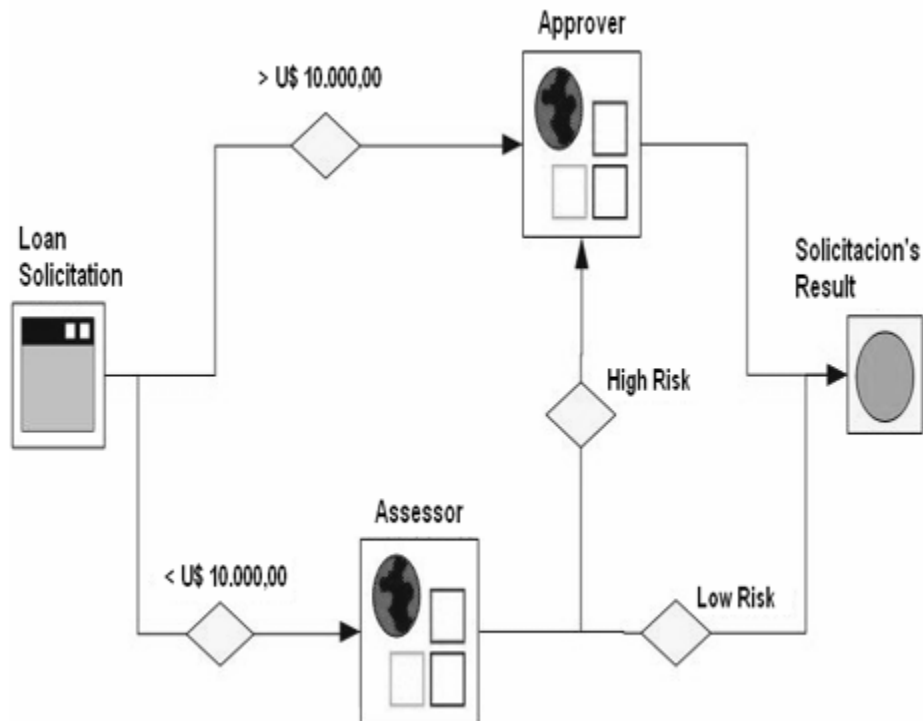 Approver
> U$ 10.000,00
Loan
Solicitation
Solicitacion's
Result
High Risk
Assessor
< U$ 10.000,00
Low Risk